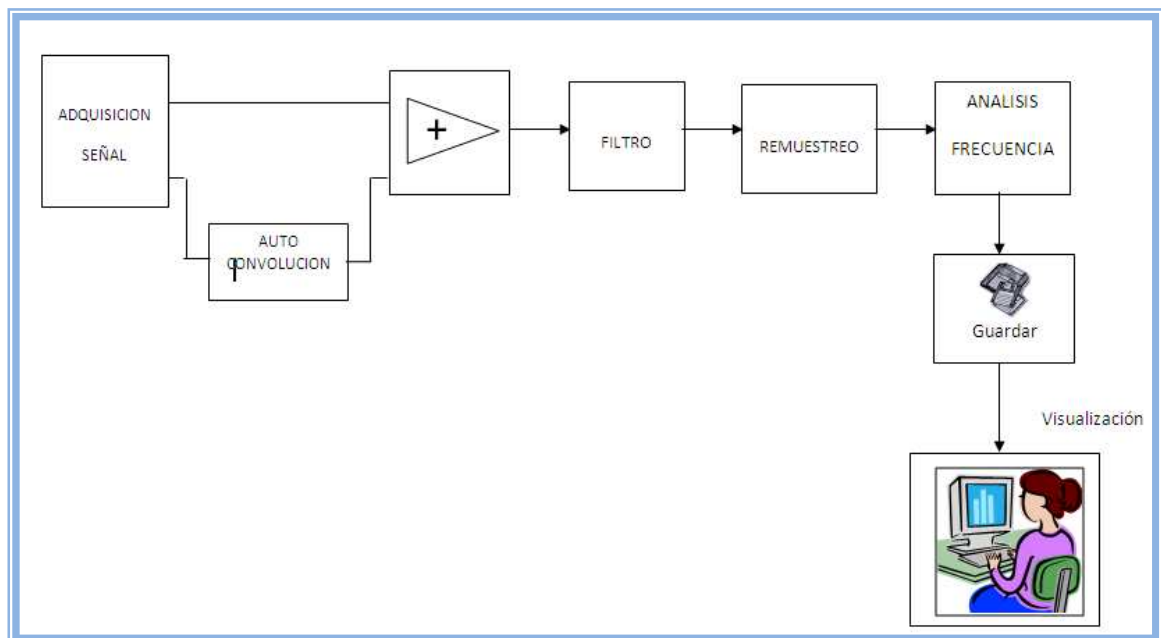 ADQUISICION
SEÑAL
AUTO
CONVOLUCION
+
FILTRO
REMUESTREO
ANALISIS
FRECUENCIA
Guardar
Visualización